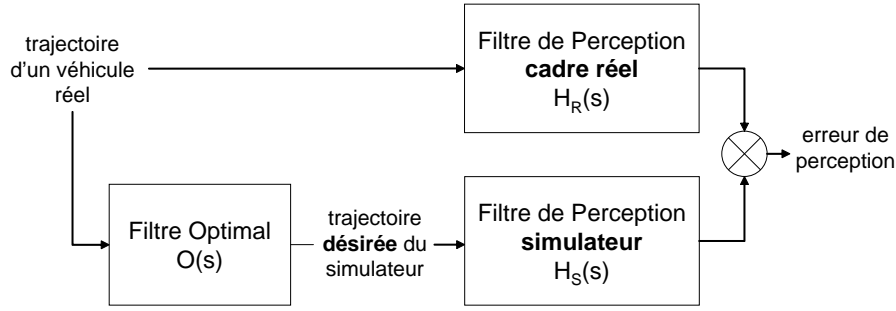 trajectoire
d'un véhicule
réel
Filtre de Perception
cadre réel
H_R(s)
erreur de
perception
Filtre Optimal
O(s)
trajectoire
désirée du
simulateur
Filtre de Perception
simulateur
H_S(s)